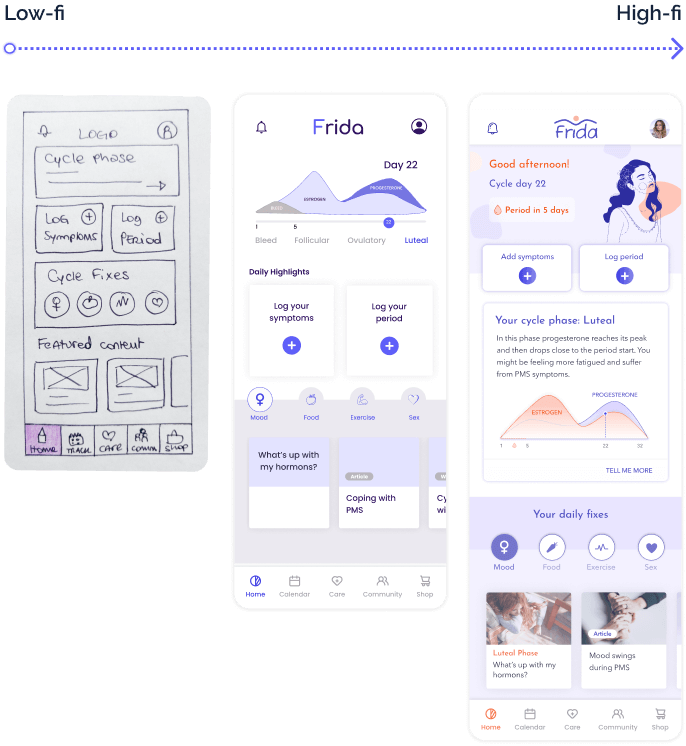 Low-fi
High-fi
LOGO
Cycle phase
Log
Symptoms
Log
Period
Cycle Fixes
Featured content
Home
Track
Care
Comm
Shop
Frida
Day 22
ESTROGEN
PROGESTERONE
22
1
5
Bleed
Follicular
Ovulatory
Luteal
Daily Highlights
Log your
symptoms
Log your
period
Mood
Food
Exercise
Sex
What's up with
my hormons?
Article
Coping with
PMS
Cy
wi
Home
Calendar
Care
Community
Shop
Frida
Good afternoon!
Cycle day 22
Period in 5 days
Add symptoms
Log period
Your cycle phase: Luteal
In this phase progesterone reaches its peak
and then drops close to the period start. You
might be feeling more fatigued and suffer
from PMS symptoms.
PROGESTERONE
ESTROGEN
1
5
22
32
TELL ME MORE
Your daily fixes
Mood
Food
Exercise
Sex
Luteal Phase
What's up with my
hormones?
Article
Mood swings
during PMS
Home
Calendar
Care
Community
Shop